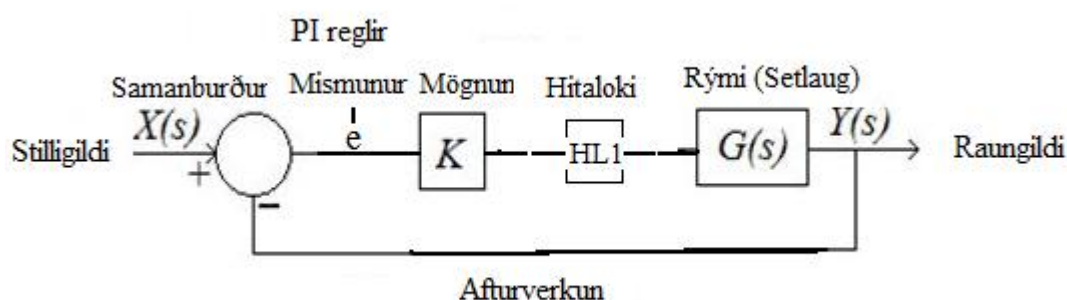 PI reglir
Samanburður Mismunur Mögnun Hitaloki Rými (Setlaug)
Stilligildi X(s) + - e K HL1 G(s) Y(s) Raungildi
Afturverkun